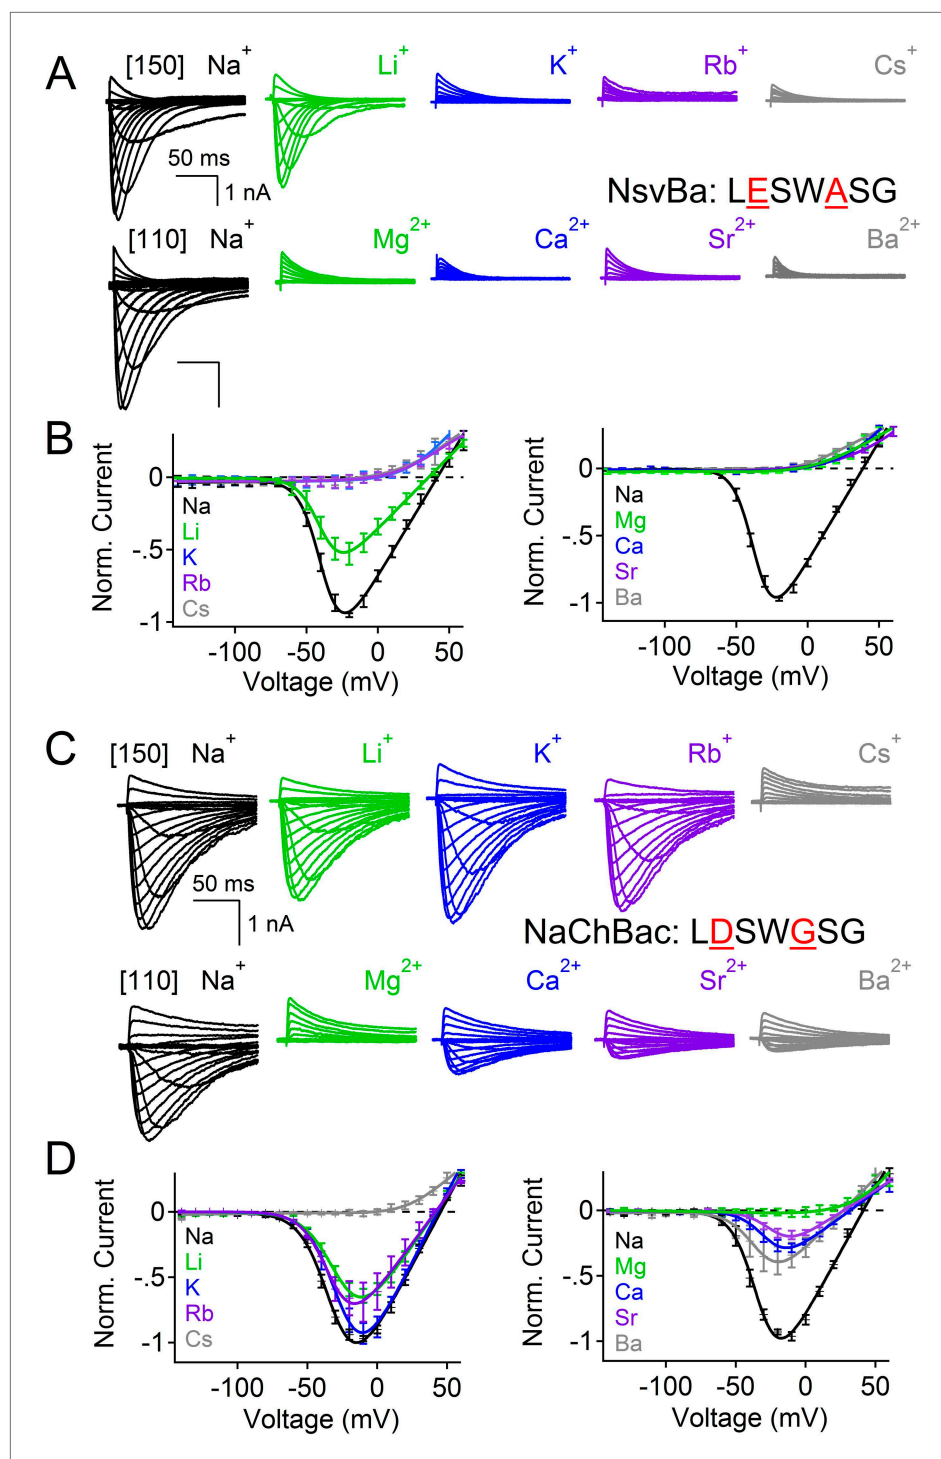 A
[150] Na+ Li+ K+ Rb+ Cs+
50 ms
1 nA
NsvBa: LESWASG
[110] Na+ Mg2+ Ca2+ Sr2+ Ba2+
B
Norm. Current
0
-.5
-1
Na
Li
K
Rb
Cs
-100 -50 0 50
Voltage (mV)
Norm. Current
0
-.5
-1
Na
Mg
Ca
Sr
Ba
-100 -50 0 50
Voltage (mV)
C
[150] Na+ Li+ K+ Rb+ Cs+
50 ms
1 nA
NaChBac: LDSWGSG
[110] Na+ Mg2+ Ca2+ Sr2+ Ba2+
D
Norm. Current
0
-.5
-1
Na
Li
K
Rb
Cs
-100 -50 0 50
Voltage (mV)
Norm. Current
0
-.5
-1
Na
Mg
Ca
Sr
Ba
-100 -50 0 50
Voltage (mV)